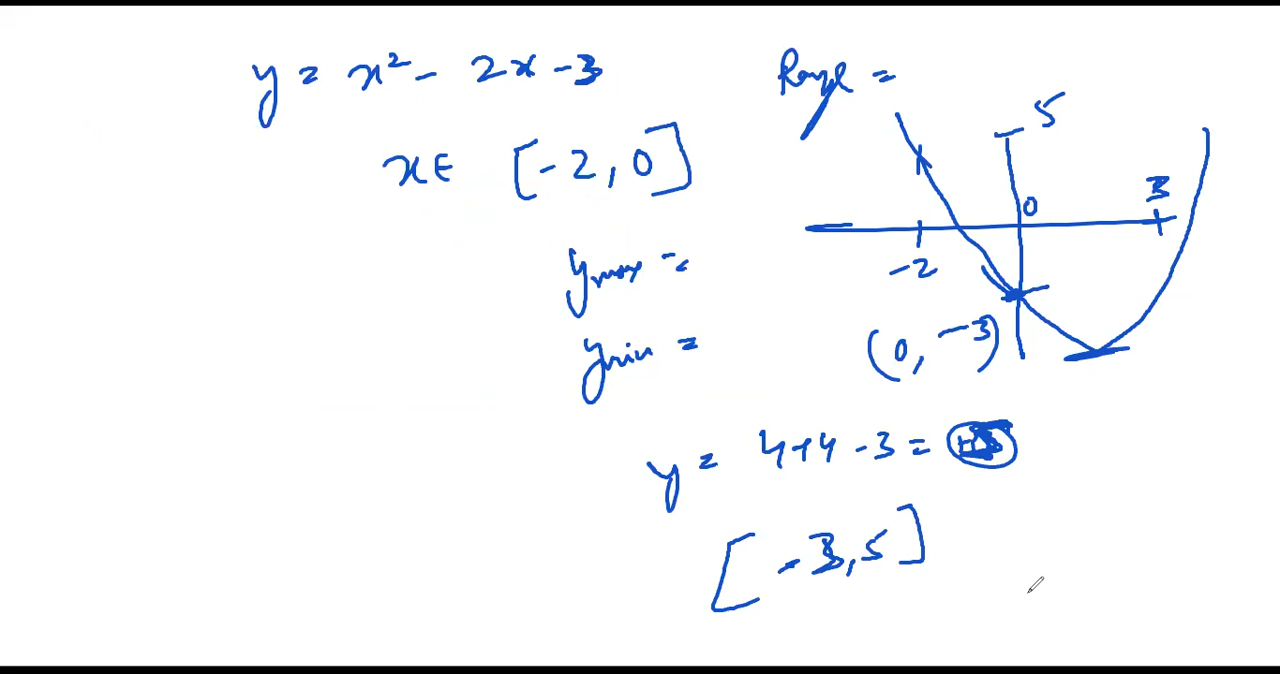 y = x² - 2x - 3
Range =
5
x ∈ [-2, 0]
3
0
-2
ymax =
ymin =
(0, -3)
y = 4+4-3 =
[-3, 5]